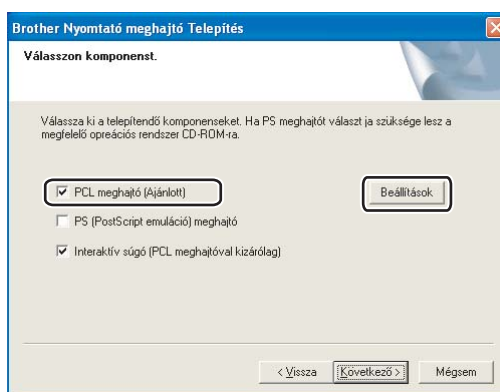 Brother Nyomtató meghajtó Telepítés
Válasszon komponenst.
Válassza ki a telepítendő komponenseket. Ha PS meghajtót választ ja szüksége lesz a
megfelelő opreációs rendszer CD-ROM-ra.
PCL meghajtó (Ajánlott)
Beállítások
PS (PostScript emuláció) meghajtó
Interaktív súgó (PCL meghajtóval kizárólag)
< Vissza
Következő >
Mégsem